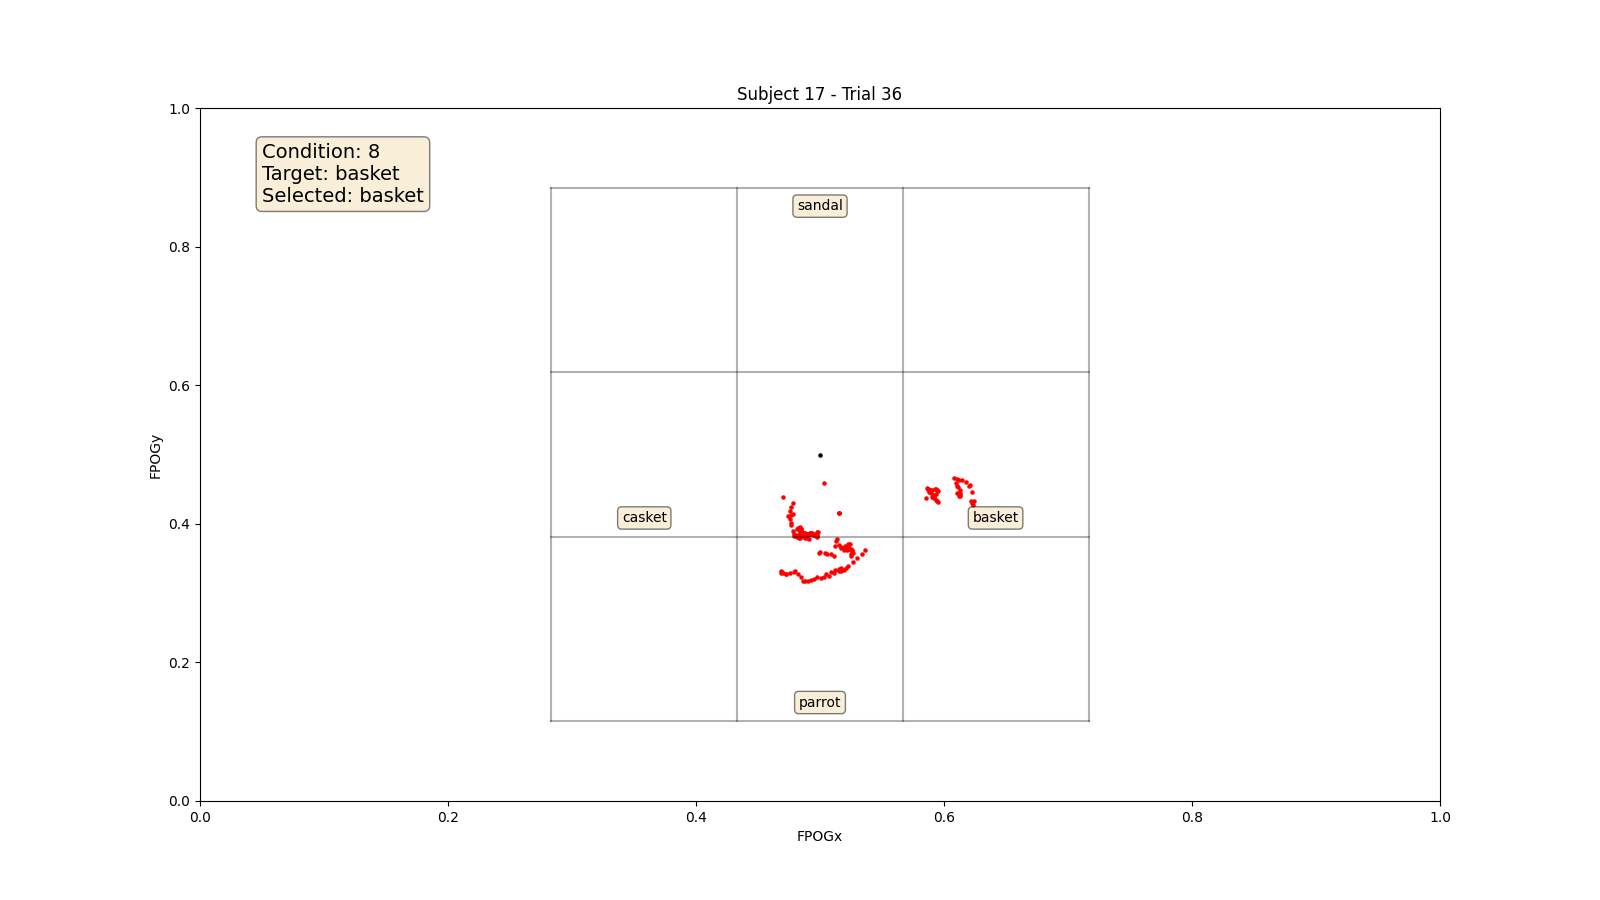 Subject 17 - Trial 36
1.0
Condition: 8
Target: basket
Selected: basket
sandal
0.8
0.6
FPOGy
casket
basket
0.4
0.2
parrot
0.0
0.0
0.2
0.4
0.6
0.8
1.0
FPOGx